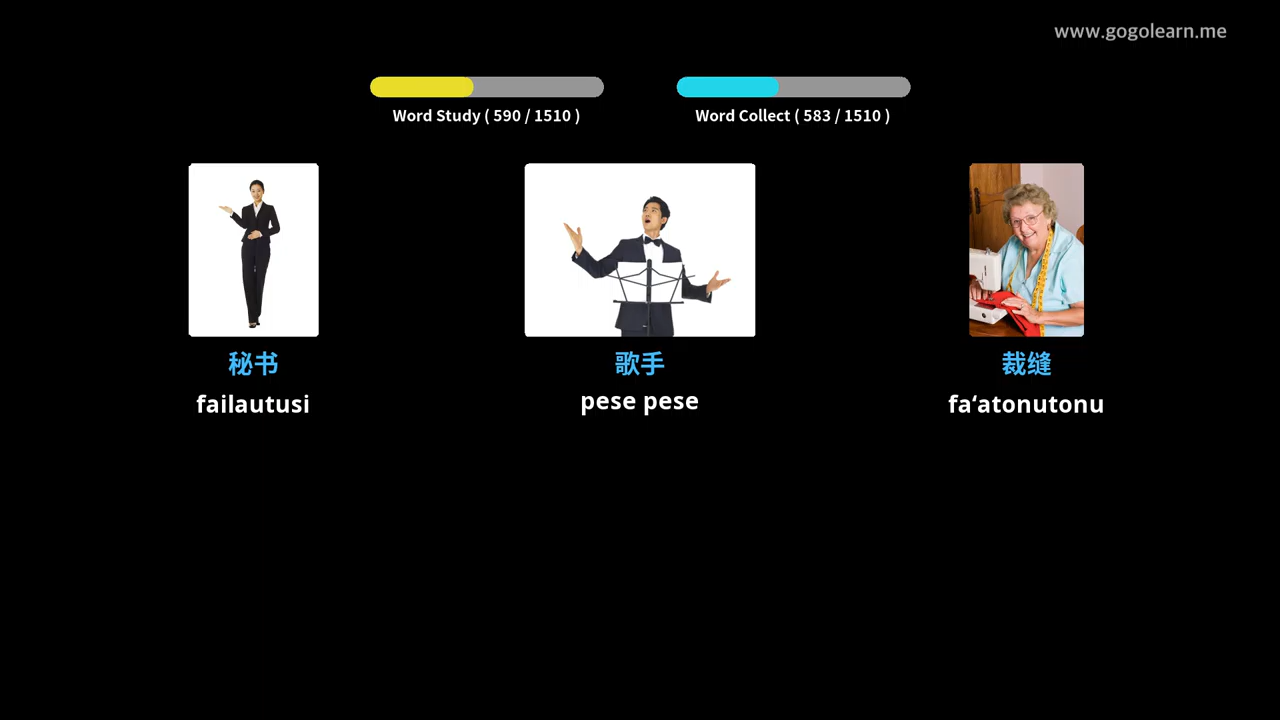 www.gogolearn.me
Word Study ( 590 / 1510 )
Word Collect ( 583 / 1510 )
秘书
歌手
裁缝
failautusi
pese pese
fa‘atonutonu